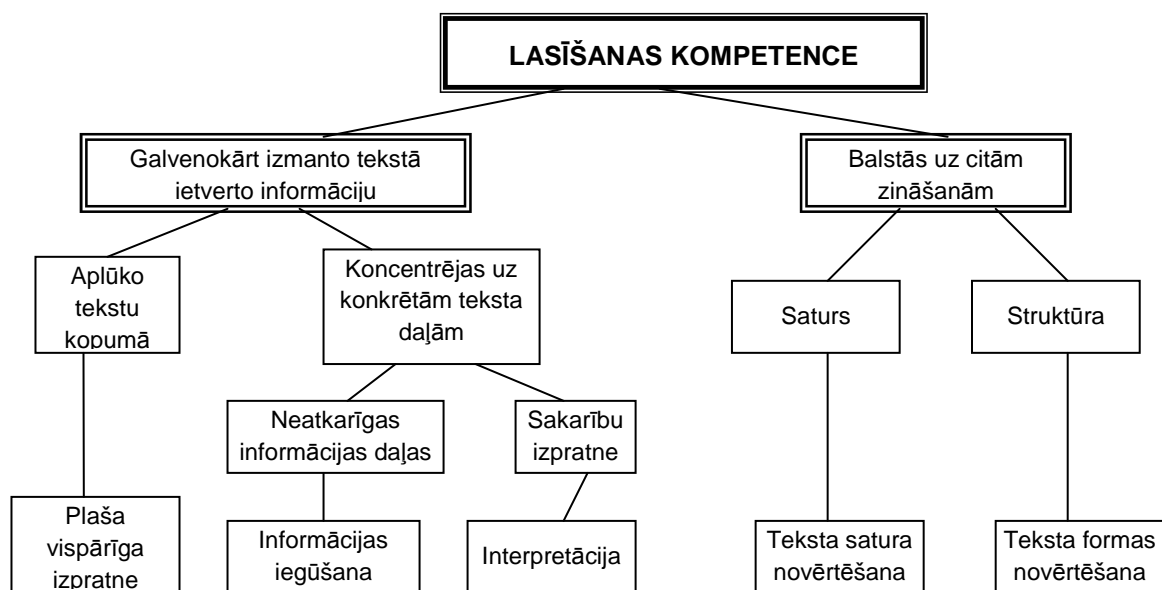 LASĪŠANAS KOMPETENCE
Galvenokārt izmanto tekstā
ietverto informāciju
Balstās uz citām
zināšanām
Aplūko
tekstu
kopumā
Koncentrējas uz
konkrētām teksta
daļām
Saturs
Struktūra
Neatkarīgas
informācijas daļas
Sakarību
izpratne
Plaša
vispārīga
izpratne
Informācijas
iegūšana
Interpretācija
Teksta satura
novērtēšana
Teksta formas
novērtēšana